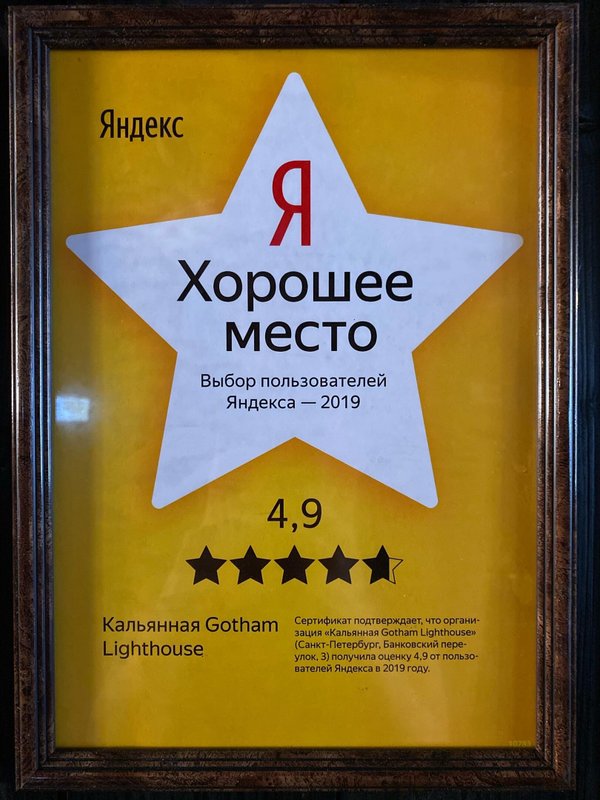 Яндекс
Я
Хорошее
место
Выбор пользователей
Яндекса — 2019
4,9
Кальянная Gotham
Lighthouse
Сертификат подтверждает, что органи-
зация «Кальянная Gotham Lighthouse»
(Санкт-Петербург, Банковский пере-
улок, 3) получила оценку 4,9 от пользо-
вателей Яндекса в 2019 году.